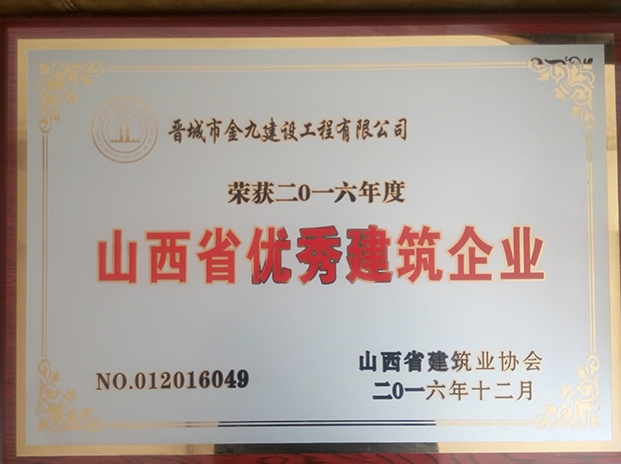 晋城市金九建设工程有限公司
荣获二0一六年度
山西省优秀建筑企业
NO.012016049
山西省建筑业协会
二0一六年十二月